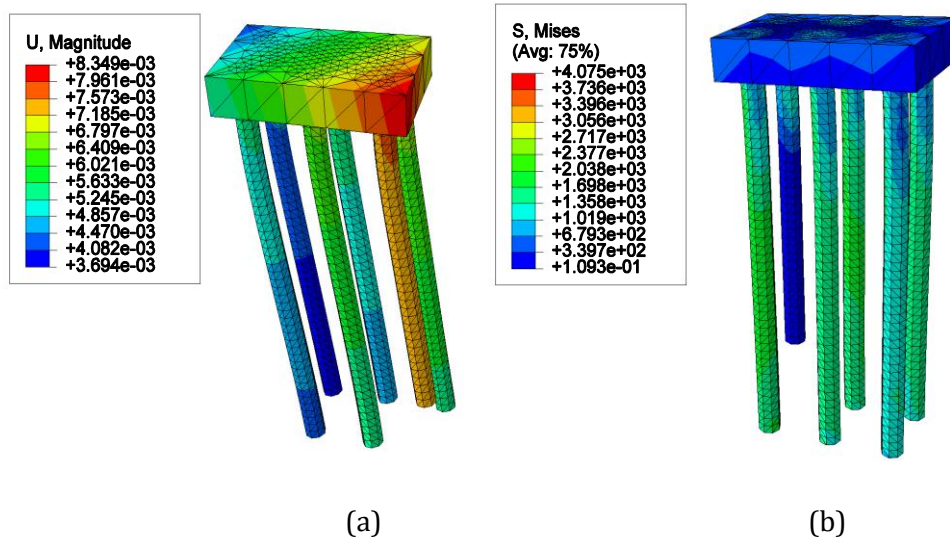 U, Magnitude
+8.349e-03
+7.961e-03
+7.573e-03
+7.185e-03
+6.797e-03
+6.409e-03
+6.021e-03
+5.633e-03
+5.245e-03
+4.857e-03
+4.470e-03
+4.082e-03
+3.694e-03
S, Mises
(Avg: 75%)
+4.075e+03
+3.736e+03
+3.396e+03
+3.056e+03
+2.717e+03
+2.377e+03
+2.038e+03
+1.698e+03
+1.358e+03
+1.019e+03
+6.793e+02
+3.397e+02
+1.093e-01
(a)
(b)